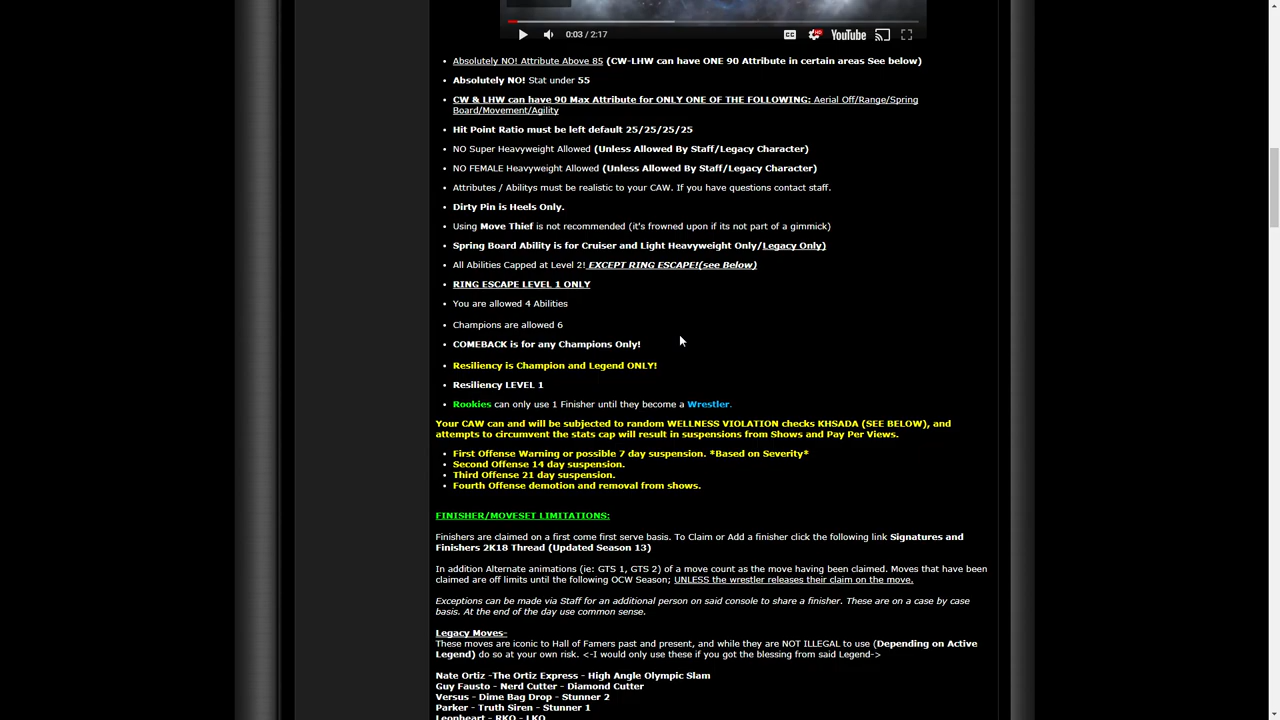 0:03 / 2:17
CC
HD
YouTube
Absolutely NO! Attribute Above 85 (CW-LHW can have ONE 90 Attribute in certain areas See below)
Absolutely NO! Stat under 55
CW & LHW can have 90 Max Attribute for ONLY ONE OF THE FOLLOWING: Aerial Off/Range/Spring
Board/Movement/Agility
Hit Point Ratio must be left default 25/25/25/25
NO Super Heavyweight Allowed (Unless Allowed By Staff/Legacy Character)
NO FEMALE Heavyweight Allowed (Unless Allowed By Staff/Legacy Character)
Attributes / Abilitys must be realistic to your CAW. If you have questions contact staff.
Dirty Pin is Heels Only.
Using Move Thief is not recommended (it's frowned upon if its not part of a gimmick)
Spring Board Ability is for Cruiser and Light Heavyweight Only/Legacy Only)
All Abilities Capped at Level 2! EXCEPT RING ESCAPE!(see Below)
RING ESCAPE LEVEL 1 ONLY
You are allowed 4 Abilities
Champions are allowed 6
COMEBACK is for any Champions Only!
Resiliency is Champion and Legend ONLY!
Resiliency LEVEL 1
Rookies can only use 1 Finisher until they become a Wrestler.
Your CAW can and will be subjected to random WELLNESS VIOLATION checks KHSADA (SEE BELOW), and
attempts to circumvent the stats cap will result in suspensions from Shows and Pay Per Views.
First Offense Warning or possible 7 day suspension. *Based on Severity*
Second Offense 14 day suspension.
Third Offense 21 day suspension.
Fourth Offense demotion and removal from shows.
FINISHER/MOVESET LIMITATIONS:
Finishers are claimed on a first come first serve basis. To Claim or Add a finisher click the following link Signatures and
Finishers 2K18 Thread (Updated Season 13)
In addition Alternate animations (ie: GTS 1, GTS 2) of a move count as the move having been claimed. Moves that have been
claimed are off limits until the following OCW Season; UNLESS the wrestler releases their claim on the move.
Exceptions can be made via Staff for an additional person on said console to share a finisher. These are on a case by case
basis. At the end of the day use common sense.
Legacy Moves-
These moves are iconic to Hall of Famers past and present, and while they are NOT ILLEGAL to use (Depending on Active
Legend) do so at your own risk. <-I would only use these if you got the blessing from said Legend->
Nate Ortiz -The Ortiz Express - High Angle Olympic Slam
Guy Fausto - Nerd Cutter - Diamond Cutter
Versus - Dime Bag Drop - Stunner 2
Parker - Truth Siren - Stunner 1
Leonheart - RKO - LKO